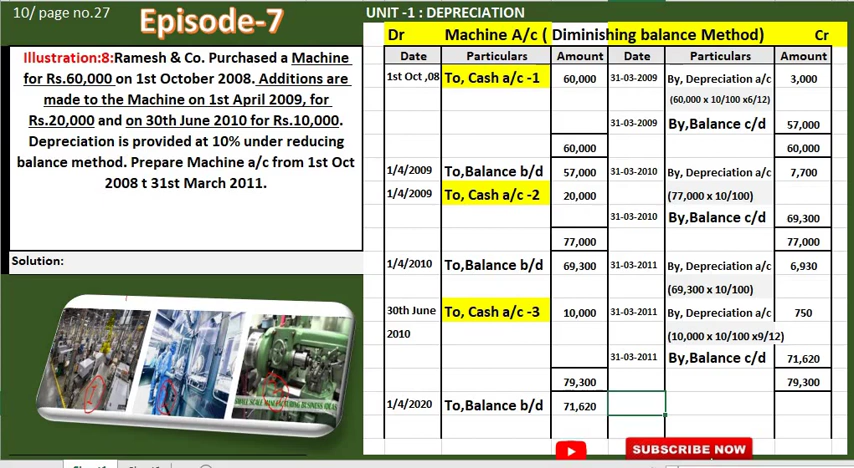 10/ page no.27
Episode-7
UNIT -1 : DEPRECIATION
Illustration:8:Ramesh & Co. Purchased a Machine
for Rs.60,000 on 1st October 2008. Additions are
made to the Machine on 1st April 2009, for
Rs.20,000 and on 30th June 2010 for Rs.10,000.
Depreciation is provided at 10% under reducing
balance method. Prepare Machine a/c from 1st Oct
2008 t 31st March 2011.
Solution:
Dr Machine A/c ( Diminishing balance Method) Cr
Date Particulars Amount Date Particulars Amount
1st Oct ,08 To, Cash a/c -1 60,000 31-03-2009 By, Depreciation a/c 3,000
(60,000 x 10/100 x6/12)
31-03-2009 By,Balance c/d 57,000
60,000 60,000
1/4/2009 To,Balance b/d 57,000 31-03-2010 By, Depreciation a/c 7,700
1/4/2009 To, Cash a/c -2 20,000 (77,000 x 10/100)
31-03-2010 By,Balance c/d 69,300
77,000 77,000
1/4/2010 To,Balance b/d 69,300 31-03-2011 By, Depreciation a/c 6,930
(69,300 x 10/100)
30th June To, Cash a/c -3 10,000 31-03-2011 By, Depreciation a/c 750
2010 (10,000 x 10/100 x9/12)
31-03-2011 By,Balance c/d 71,620
79,300 79,300
1/4/2020 To,Balance b/d 71,620
SUBSCRIBE NOW